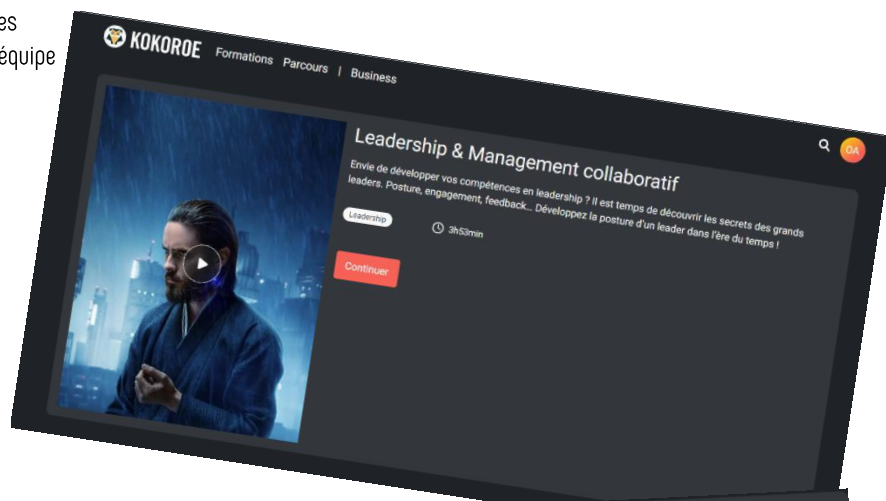 es
équipe
KOKOROE Formations Parcours | Business
OA
Leadership & Management collaboratif
Envie de développer vos compétences en leadership ? Il est temps de découvrir les secrets des grands
leaders. Posture, engagement, feedback... Développez la posture d'un leader dans l'ère du temps !
Leadership 3h53min
Continuer